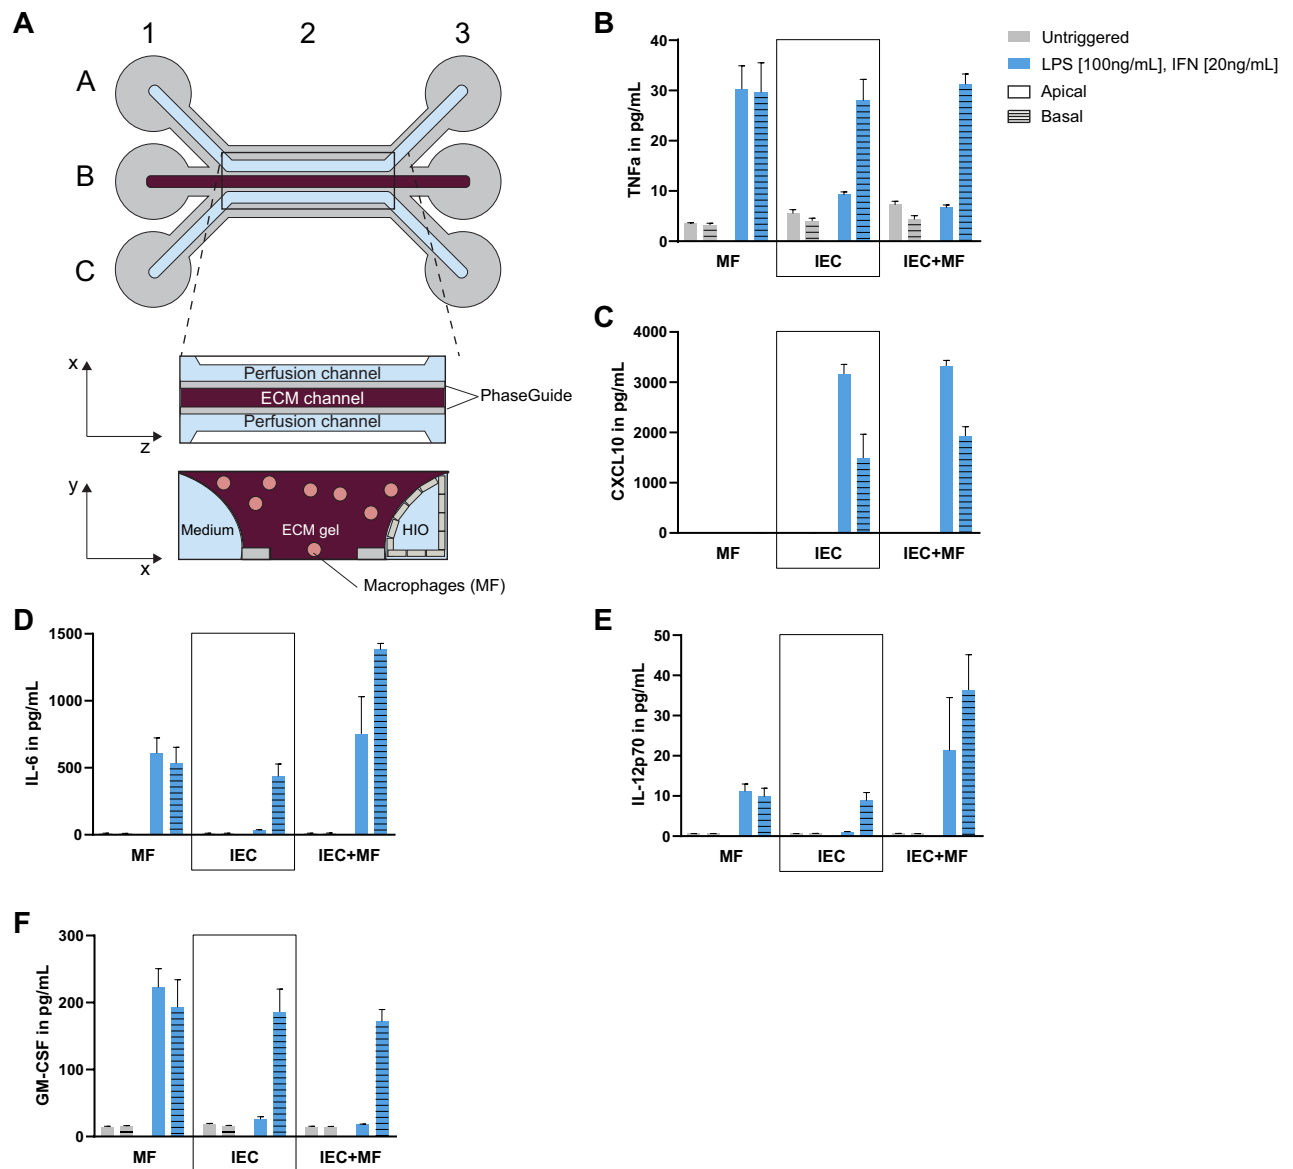 A
1
2
3
A
B
C
x
z
Perfusion channel
ECM channel
Perfusion channel
PhaseGuide
y
x
Medium
ECM gel
HIO
Macrophages (MF)
B
TNFa in pg/mL
40
30
20
10
0
MF
IEC
IEC+MF
Untriggered
LPS [100ng/mL], IFN [20ng/mL]
Apical
Basal
C
CXCL10 in pg/mL
4000
3000
2000
1000
0
MF
IEC
IEC+MF
D
IL-6 in pg/mL
1500
1000
500
0
MF
IEC
IEC+MF
E
IL-12p70 in pg/mL
50
40
30
20
10
0
MF
IEC
IEC+MF
F
GM-CSF in pg/mL
300
200
100
0
MF
IEC
IEC+MF